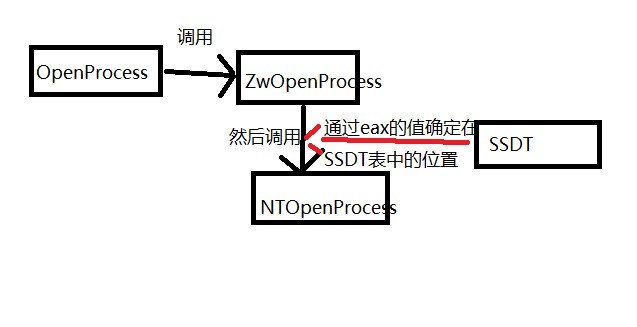 调用
OpenProcess
ZwOpenProcess
然后调用
通过eax的值确定在
SSDT表中的位置
SSDT
NTOpenProcess